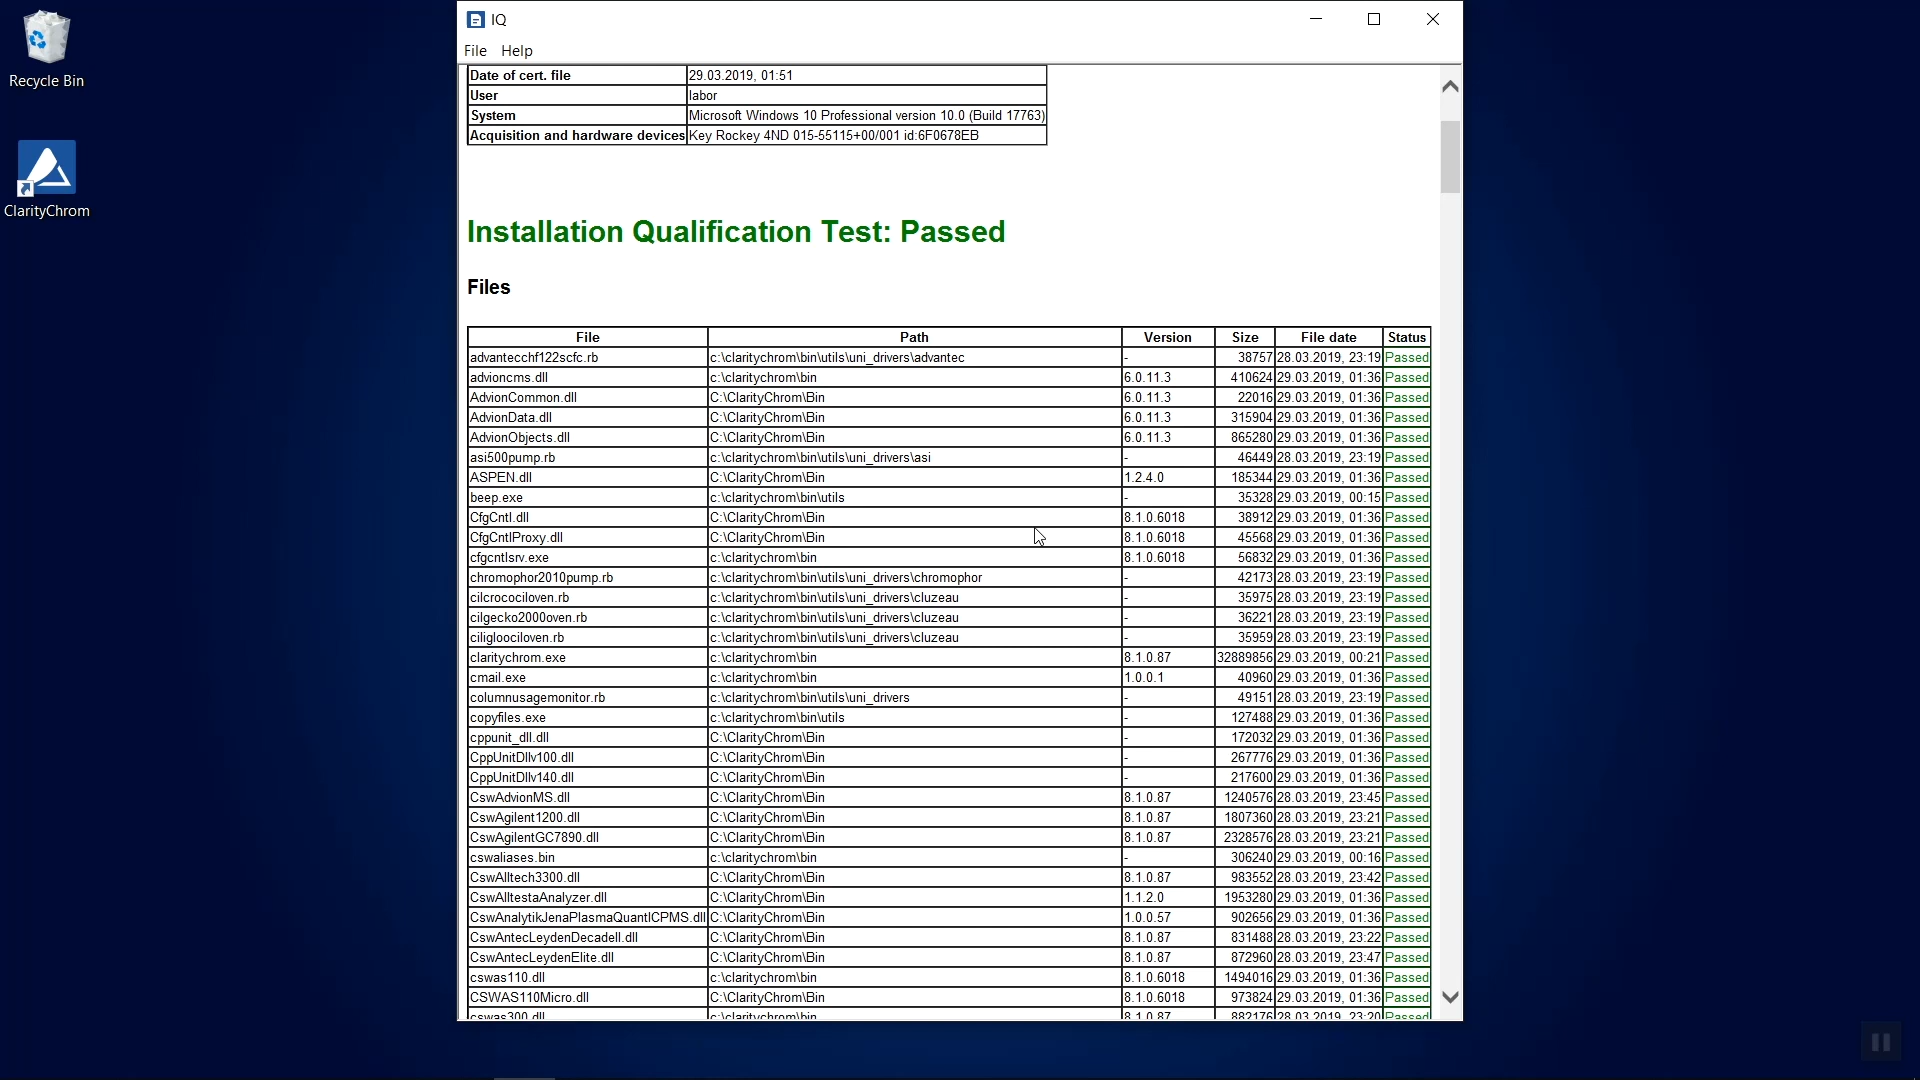 Recycle Bin
ClarityChrom
IQ
File Help
Date of cert. file 29.03.2019, 01:51
User labor
System Microsoft Windows 10 Professional version 10.0 (Build 17763)
Acquisition and hardware devices Key Rockey 4ND 015-55115+00/001 id:6F0678EB
Installation Qualification Test: Passed
Files
File Path Version Size File date Status
advantecchf122scfc.rb c:\claritychrom\bin\utils\uni_drivers\advantec - 38757 28.03.2019, 23:19 Passed
advioncms.dll c:\claritychrom\bin 6.0.11.3 410624 29.03.2019, 01:36 Passed
AdvionCommon.dll C:\ClarityChrom\Bin 6.0.11.3 22016 29.03.2019, 01:36 Passed
AdvionData.dll C:\ClarityChrom\Bin 6.0.11.3 315904 29.03.2019, 01:36 Passed
AdvionObjects.dll C:\ClarityChrom\Bin 6.0.11.3 865280 29.03.2019, 01:36 Passed
asi500pump.rb c:\claritychrom\bin\utils\uni_drivers\asi - 46449 28.03.2019, 23:19 Passed
ASPEN.dll C:\ClarityChrom\Bin 1.2.4.0 185344 29.03.2019, 01:36 Passed
beep.exe c:\claritychrom\bin\utils - 35328 29.03.2019, 00:15 Passed
CfgCntl.dll C:\ClarityChrom\Bin 8.1.0.6018 38912 29.03.2019, 01:36 Passed
CfgCntlProxy.dll C:\ClarityChrom\Bin 8.1.0.6018 45568 29.03.2019, 01:36 Passed
cfgcntlsrv.exe c:\claritychrom\bin 8.1.0.6018 56832 29.03.2019, 01:36 Passed
chromophor2010pump.rb c:\claritychrom\bin\utils\uni_drivers\chromophor - 42173 28.03.2019, 23:19 Passed
cilcrocociloven.rb c:\claritychrom\bin\utils\uni_drivers\cluzeau - 35975 28.03.2019, 23:19 Passed
cilgecko2000oven.rb c:\claritychrom\bin\utils\uni_drivers\cluzeau - 36221 28.03.2019, 23:19 Passed
ciligloociloven.rb c:\claritychrom\bin\utils\uni_drivers\cluzeau - 35959 28.03.2019, 23:19 Passed
claritychrom.exe c:\claritychrom\bin 8.1.0.87 32889856 29.03.2019, 00:21 Passed
cmail.exe c:\claritychrom\bin 1.0.0.1 40960 29.03.2019, 01:36 Passed
columnusagemonitor.rb c:\claritychrom\bin\utils\uni_drivers - 49151 28.03.2019, 23:19 Passed
copyfiles.exe c:\claritychrom\bin\utils - 127488 29.03.2019, 01:36 Passed
cppunit_dll.dll C:\ClarityChrom\Bin - 172032 29.03.2019, 01:36 Passed
CppUnitDllv100.dll C:\ClarityChrom\Bin - 267776 29.03.2019, 01:36 Passed
CppUnitDllv140.dll C:\ClarityChrom\Bin - 217600 29.03.2019, 01:36 Passed
CswAdvionMS.dll C:\ClarityChrom\Bin 8.1.0.87 1240576 28.03.2019, 23:45 Passed
CswAgilent1200.dll C:\ClarityChrom\Bin 8.1.0.87 1807360 28.03.2019, 23:21 Passed
CswAgilentGC7890.dll C:\ClarityChrom\Bin 8.1.0.87 2328576 28.03.2019, 23:21 Passed
cswaliases.bin c:\claritychrom\bin - 306240 29.03.2019, 00:16 Passed
CswAlltech3300.dll C:\ClarityChrom\Bin 8.1.0.87 983552 28.03.2019, 23:42 Passed
CswAlltestaAnalyzer.dll C:\ClarityChrom\Bin 1.1.2.0 1953280 29.03.2019, 01:36 Passed
CswAnalytikJenaPlasmaQuantICPMS.dll C:\ClarityChrom\Bin 1.0.0.57 902656 29.03.2019, 01:36 Passed
CswAntecLeydenDecadeII.dll C:\ClarityChrom\Bin 8.1.0.87 831488 28.03.2019, 23:22 Passed
CswAntecLeydenElite.dll C:\ClarityChrom\Bin 8.1.0.87 872960 28.03.2019, 23:47 Passed
cswas110.dll c:\claritychrom\bin 8.1.0.6018 1494016 29.03.2019, 01:36 Passed
CSWAS110Micro.dll C:\ClarityChrom\Bin 8.1.0.6018 973824 29.03.2019, 01:36 Passed
cswas300.dll c:\claritychrom\bin 8.1.0.87 882176 28.03.2019, 23:20 Passed